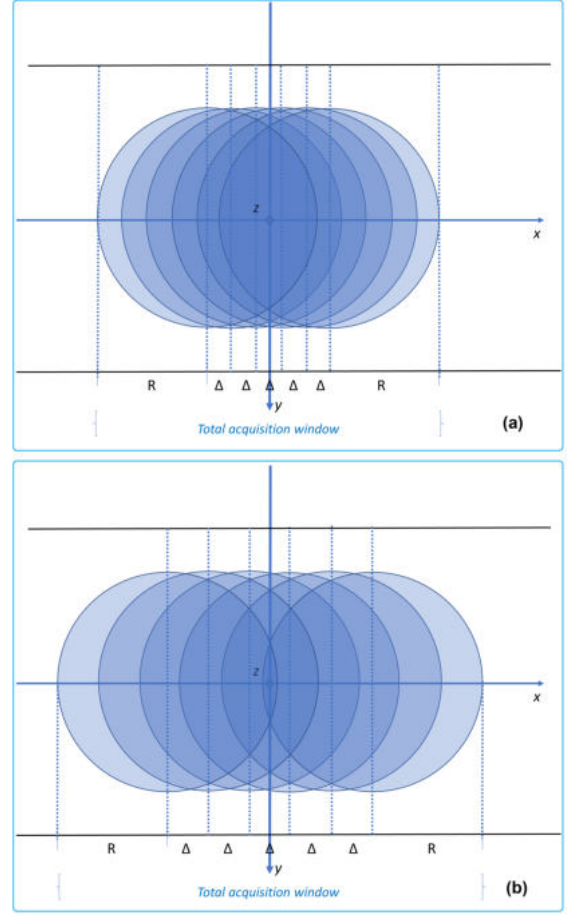 z
x
R Δ Δ Δ Δ Δ R
y
Total acquisition window
(a)
z
x
R Δ Δ Δ Δ Δ R
y
Total acquisition window
(b)